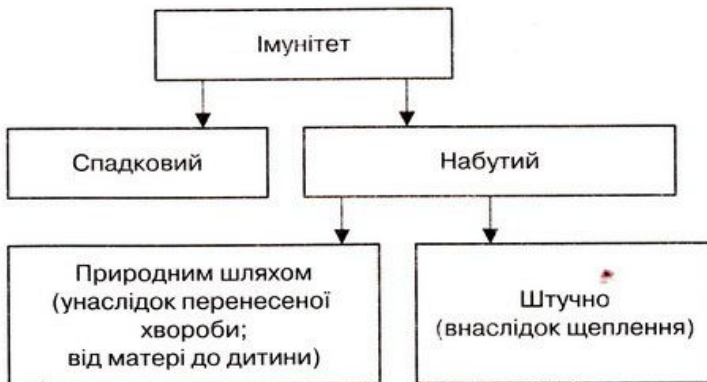 Імунітет
Спадковий
Набутий
Природним шляхом
(унаслідок перенесеної
хвороби;
від матері до дитини)
Штучно
(внаслідок щеплення)